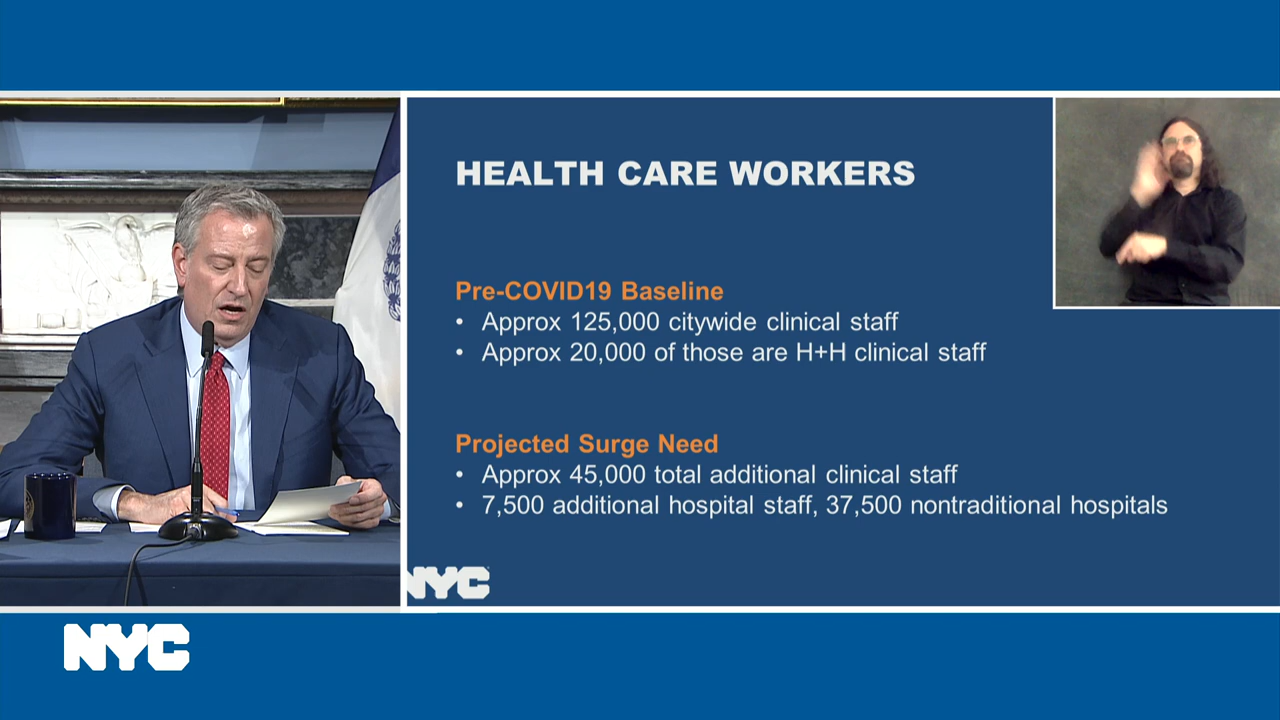 HEALTH CARE WORKERS
Pre-COVID19 Baseline
• Approx 125,000 citywide clinical staff
• Approx 20,000 of those are H+H clinical staff
Projected Surge Need
• Approx 45,000 total additional clinical staff
• 7,500 additional hospital staff, 37,500 nontraditional hospitals
NYC
NYC